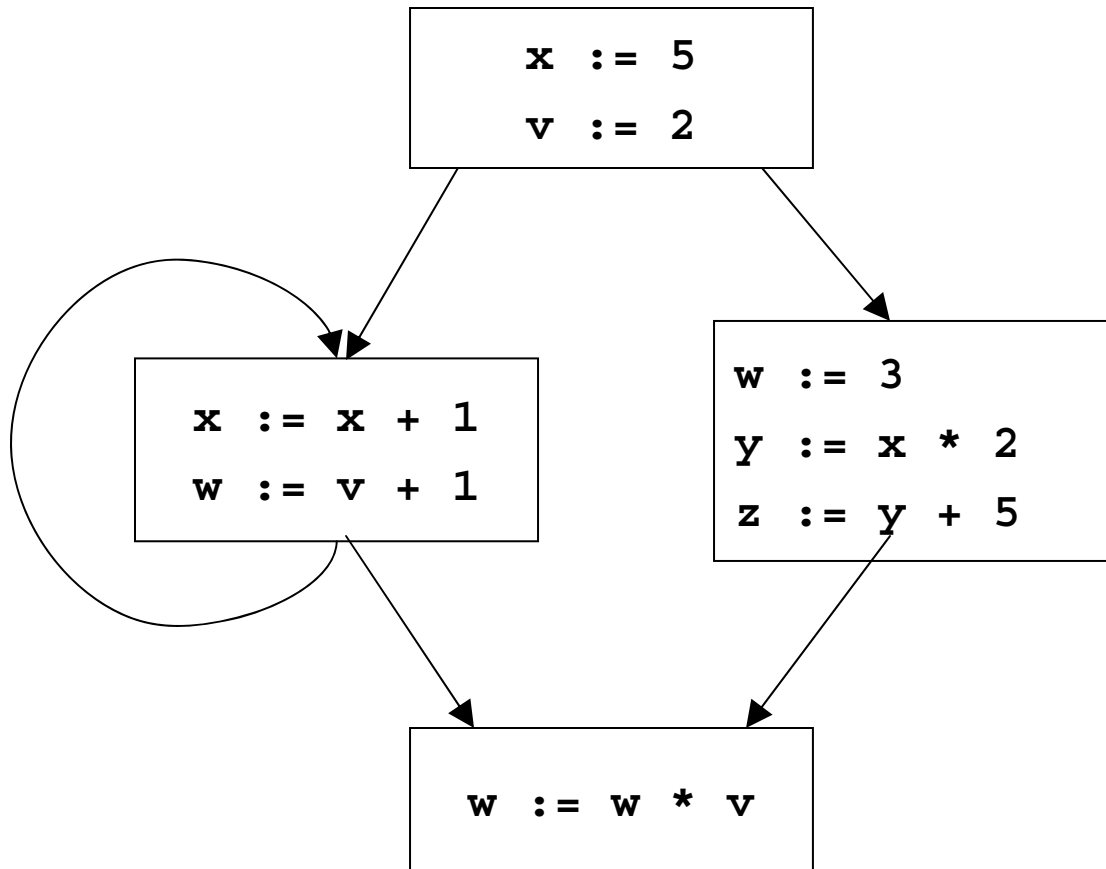 x := 5
v := 2
x := x + 1
w := v + 1
w := 3
y := x * 2
z := y + 5
w := w * v